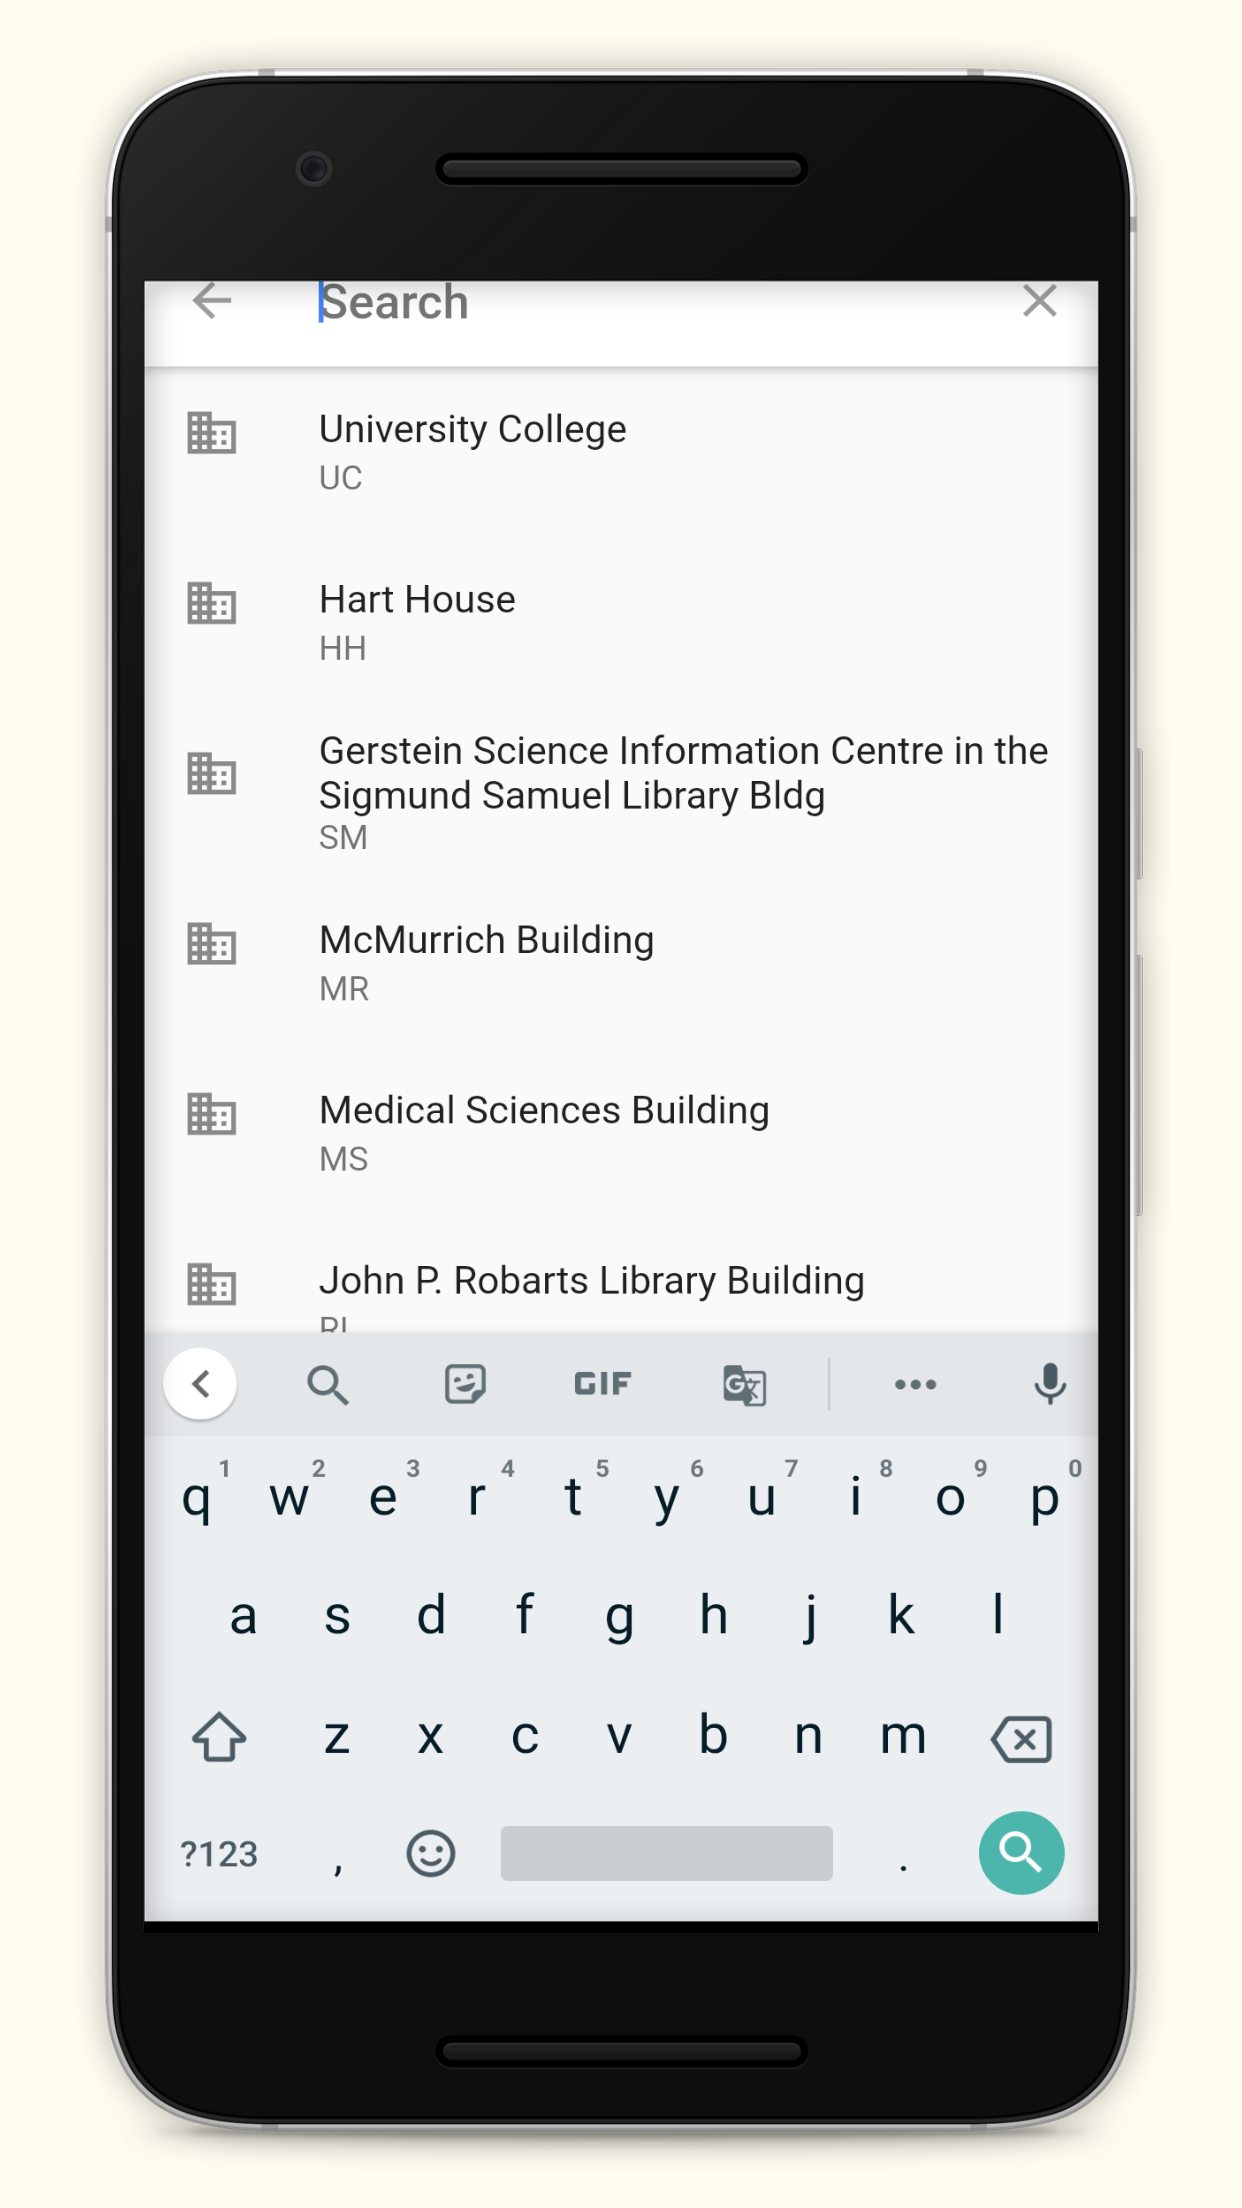 Search
University College
UC
Hart House
HH
Gerstein Science Information Centre in the
Sigmund Samuel Library Bldg
SM
McMurrich Building
MR
Medical Sciences Building
MS
John P. Robarts Library Building
GIF
G
1 2 3 4 5 6 7 8 9 0
q w e r t y u i o p
a s d f g h j k l
z x c v b n m
?123 , .